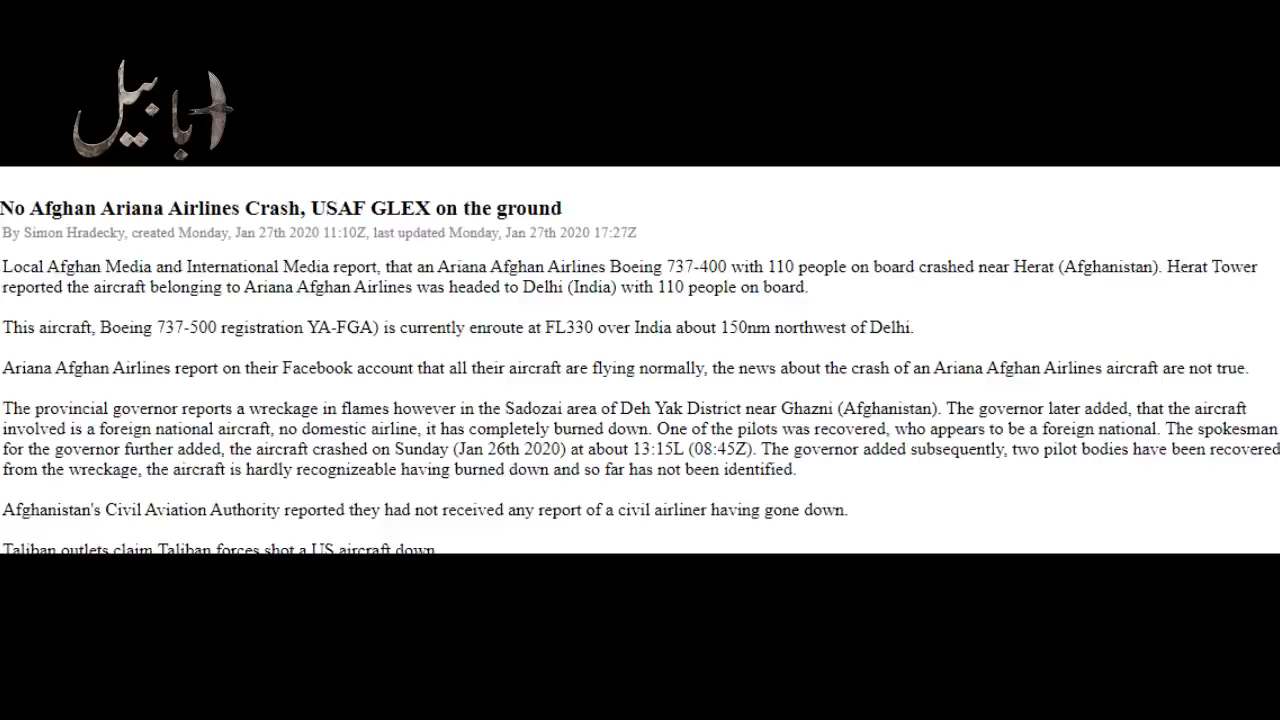 ابابیل
No Afghan Ariana Airlines Crash, USAF GLEX on the ground
By Simon Hradecky, created Monday, Jan 27th 2020 11:10Z, last updated Monday, Jan 27th 2020 17:27Z
Local Afghan Media and International Media report, that an Ariana Afghan Airlines Boeing 737-400 with 110 people on board crashed near Herat (Afghanistan). Herat Tower
reported the aircraft belonging to Ariana Afghan Airlines was headed to Delhi (India) with 110 people on board.
This aircraft, Boeing 737-500 registration YA-FGA) is currently enroute at FL330 over India about 150nm northwest of Delhi.
Ariana Afghan Airlines report on their Facebook account that all their aircraft are flying normally, the news about the crash of an Ariana Afghan Airlines aircraft are not true.
The provincial governor reports a wreckage in flames however in the Sadozai area of Deh Yak District near Ghazni (Afghanistan). The governor later added, that the aircraft
involved is a foreign national aircraft, no domestic airline, it has completely burned down. One of the pilots was recovered, who appears to be a foreign national. The spokesman
for the governor further added, the aircraft crashed on Sunday (Jan 26th 2020) at about 13:15L (08:45Z). The governor added subsequently, two pilot bodies have been recovered
from the wreckage, the aircraft is hardly recognizeable having burned down and so far has not been identified.
Afghanistan's Civil Aviation Authority reported they had not received any report of a civil airliner having gone down.
Taliban outlets claim Taliban forces shot a US aircraft down